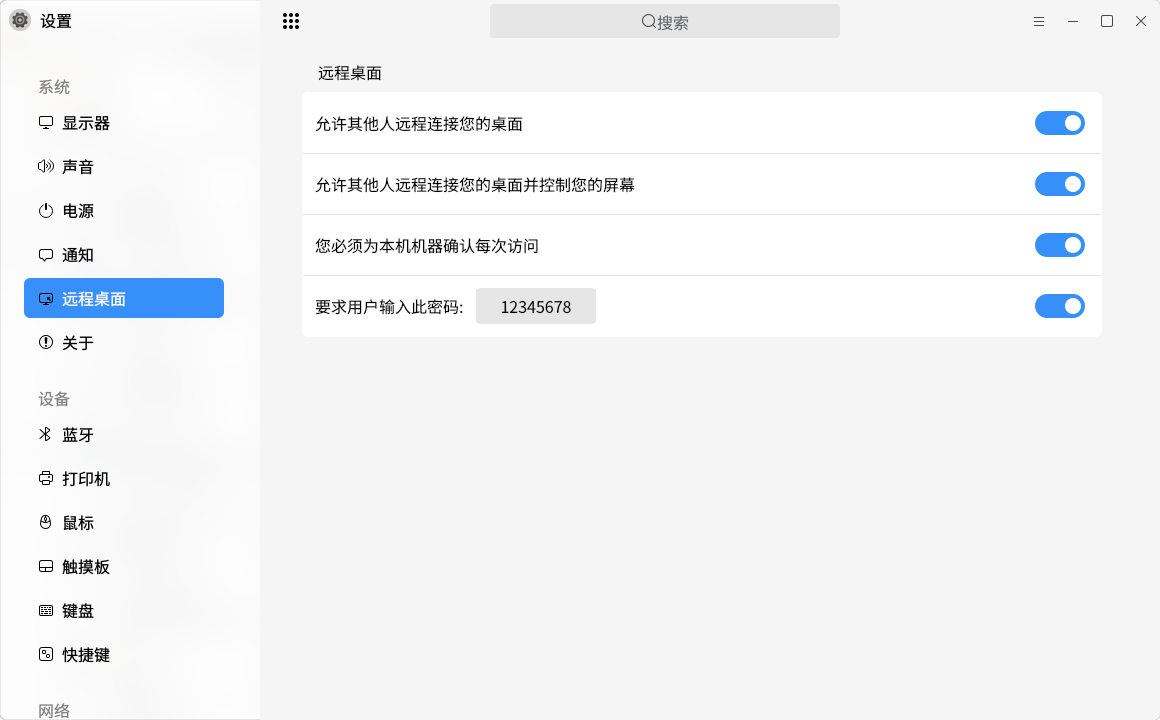 设置
搜索
系统
显示器
声音
电源
通知
远程桌面
关于
设备
蓝牙
打印机
鼠标
触摸板
键盘
快捷键
网络
远程桌面
允许其他人远程连接您的桌面
允许其他人远程连接您的桌面并控制您的屏幕
您必须为本机机器确认每次访问
要求用户输入此密码: 12345678